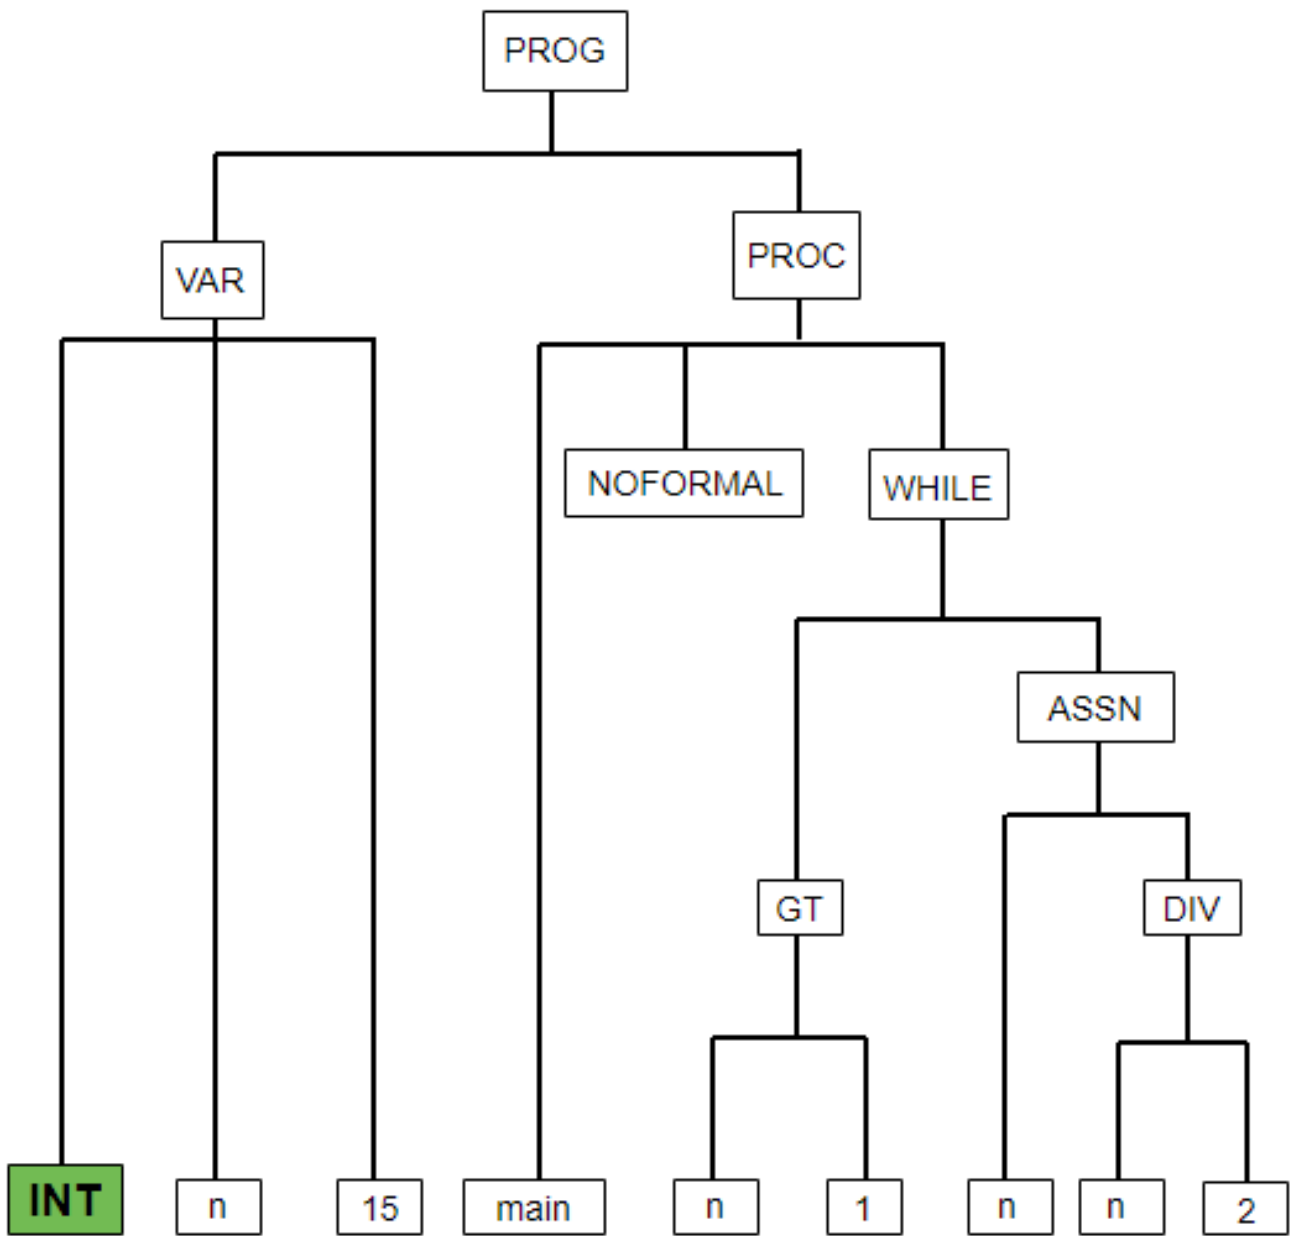 PROG
VAR
PROC
NOFORMAL
WHILE
ASSN
GT
DIV
INT
n
15
main
n
1
n
n
2